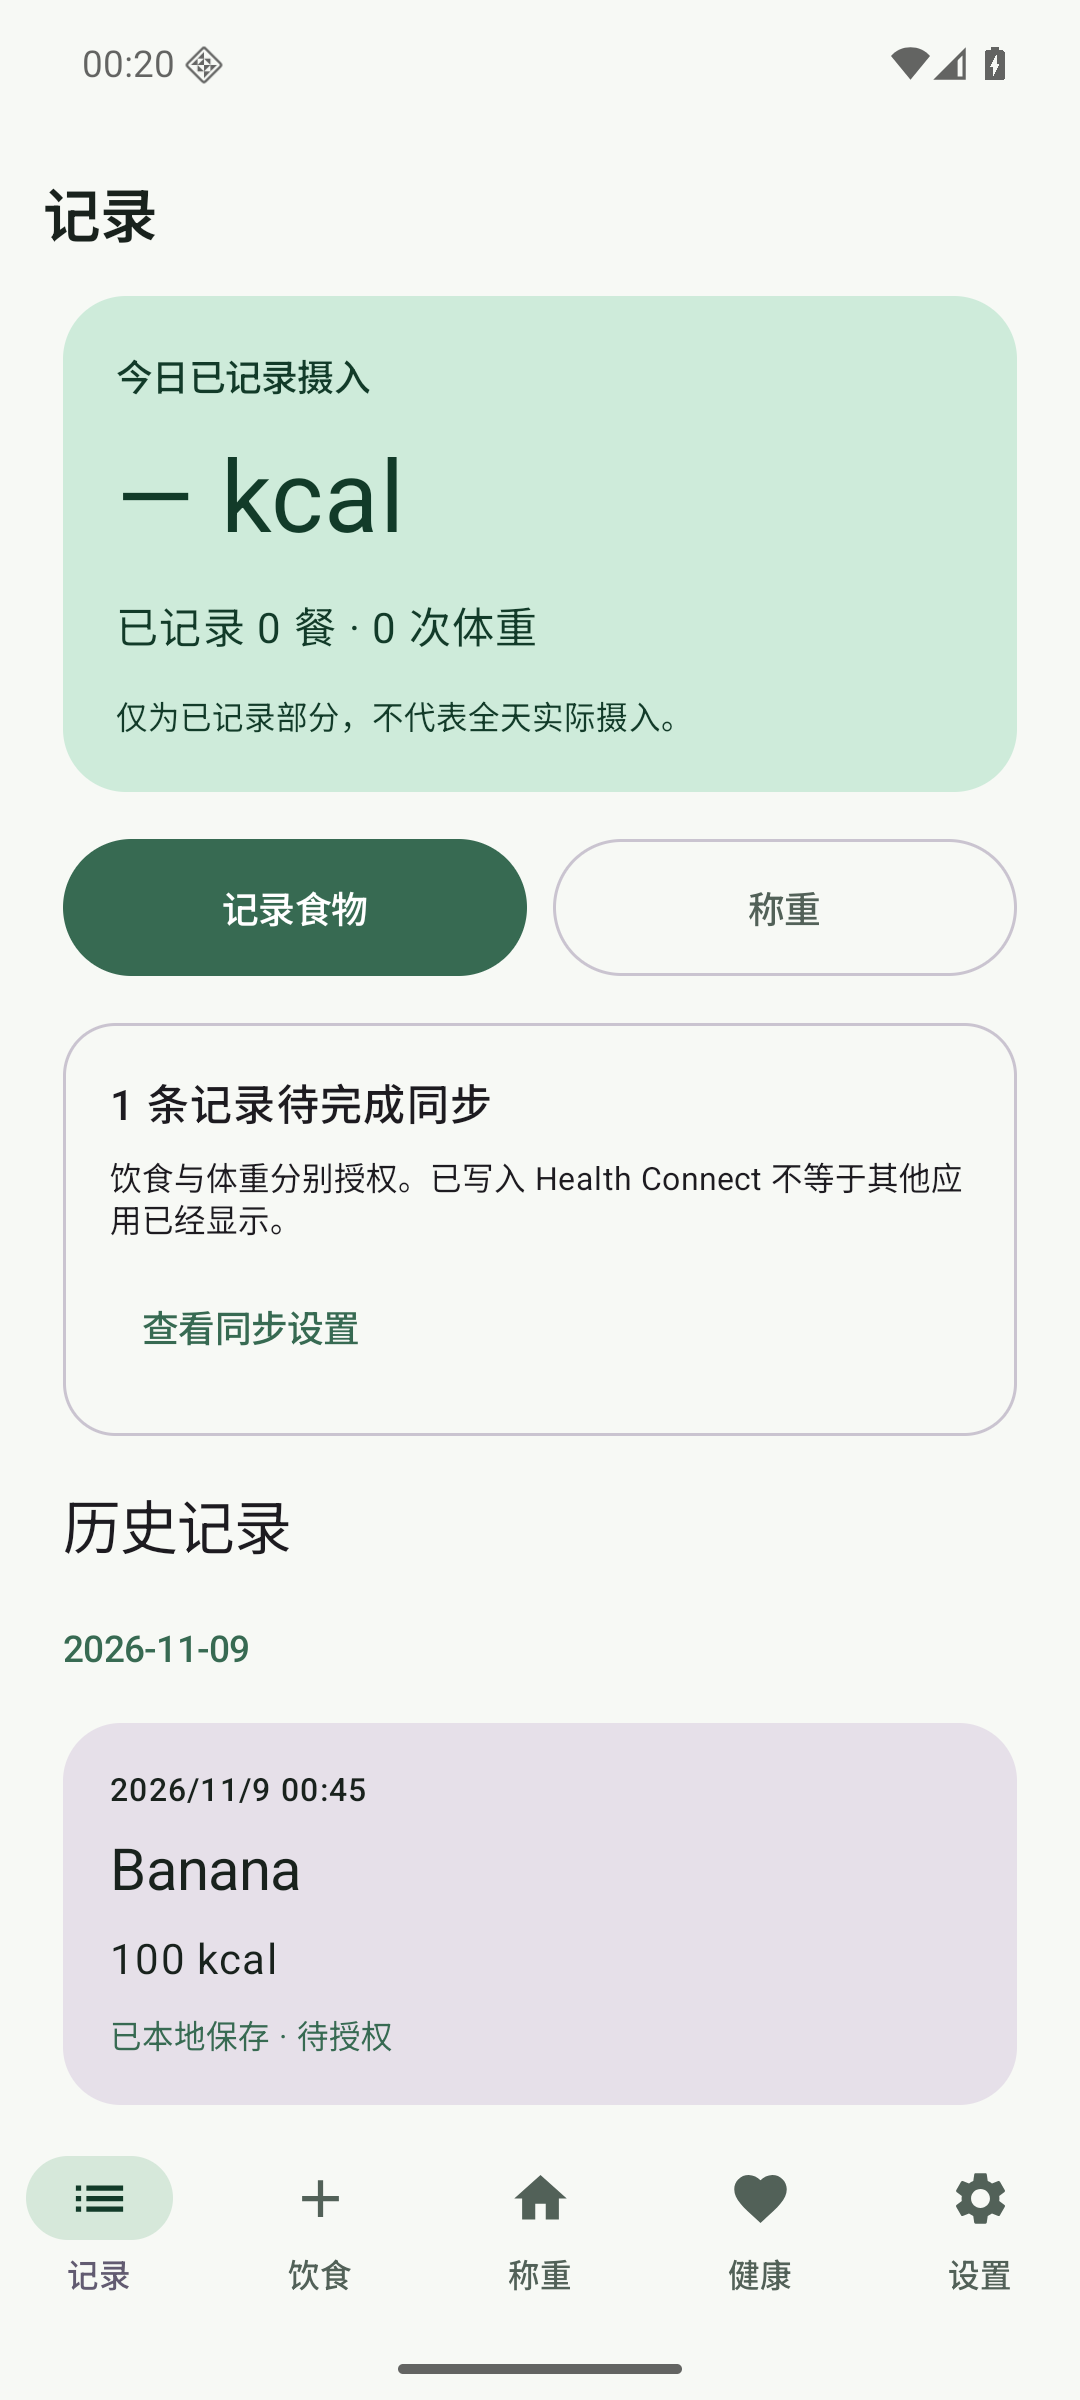 00:20
记录
今日已记录摄入
— kcal
已记录 0 餐 · 0 次体重
仅为已记录部分，不代表全天实际摄入。
记录食物
称重
1 条记录待完成同步
饮食与体重分别授权。已写入 Health Connect 不等于其他应
用已经显示。
查看同步设置
历史记录
2026-11-09
2026/11/9 00:45
Banana
100 kcal
已本地保存 · 待授权
记录
饮食
称重
健康
设置